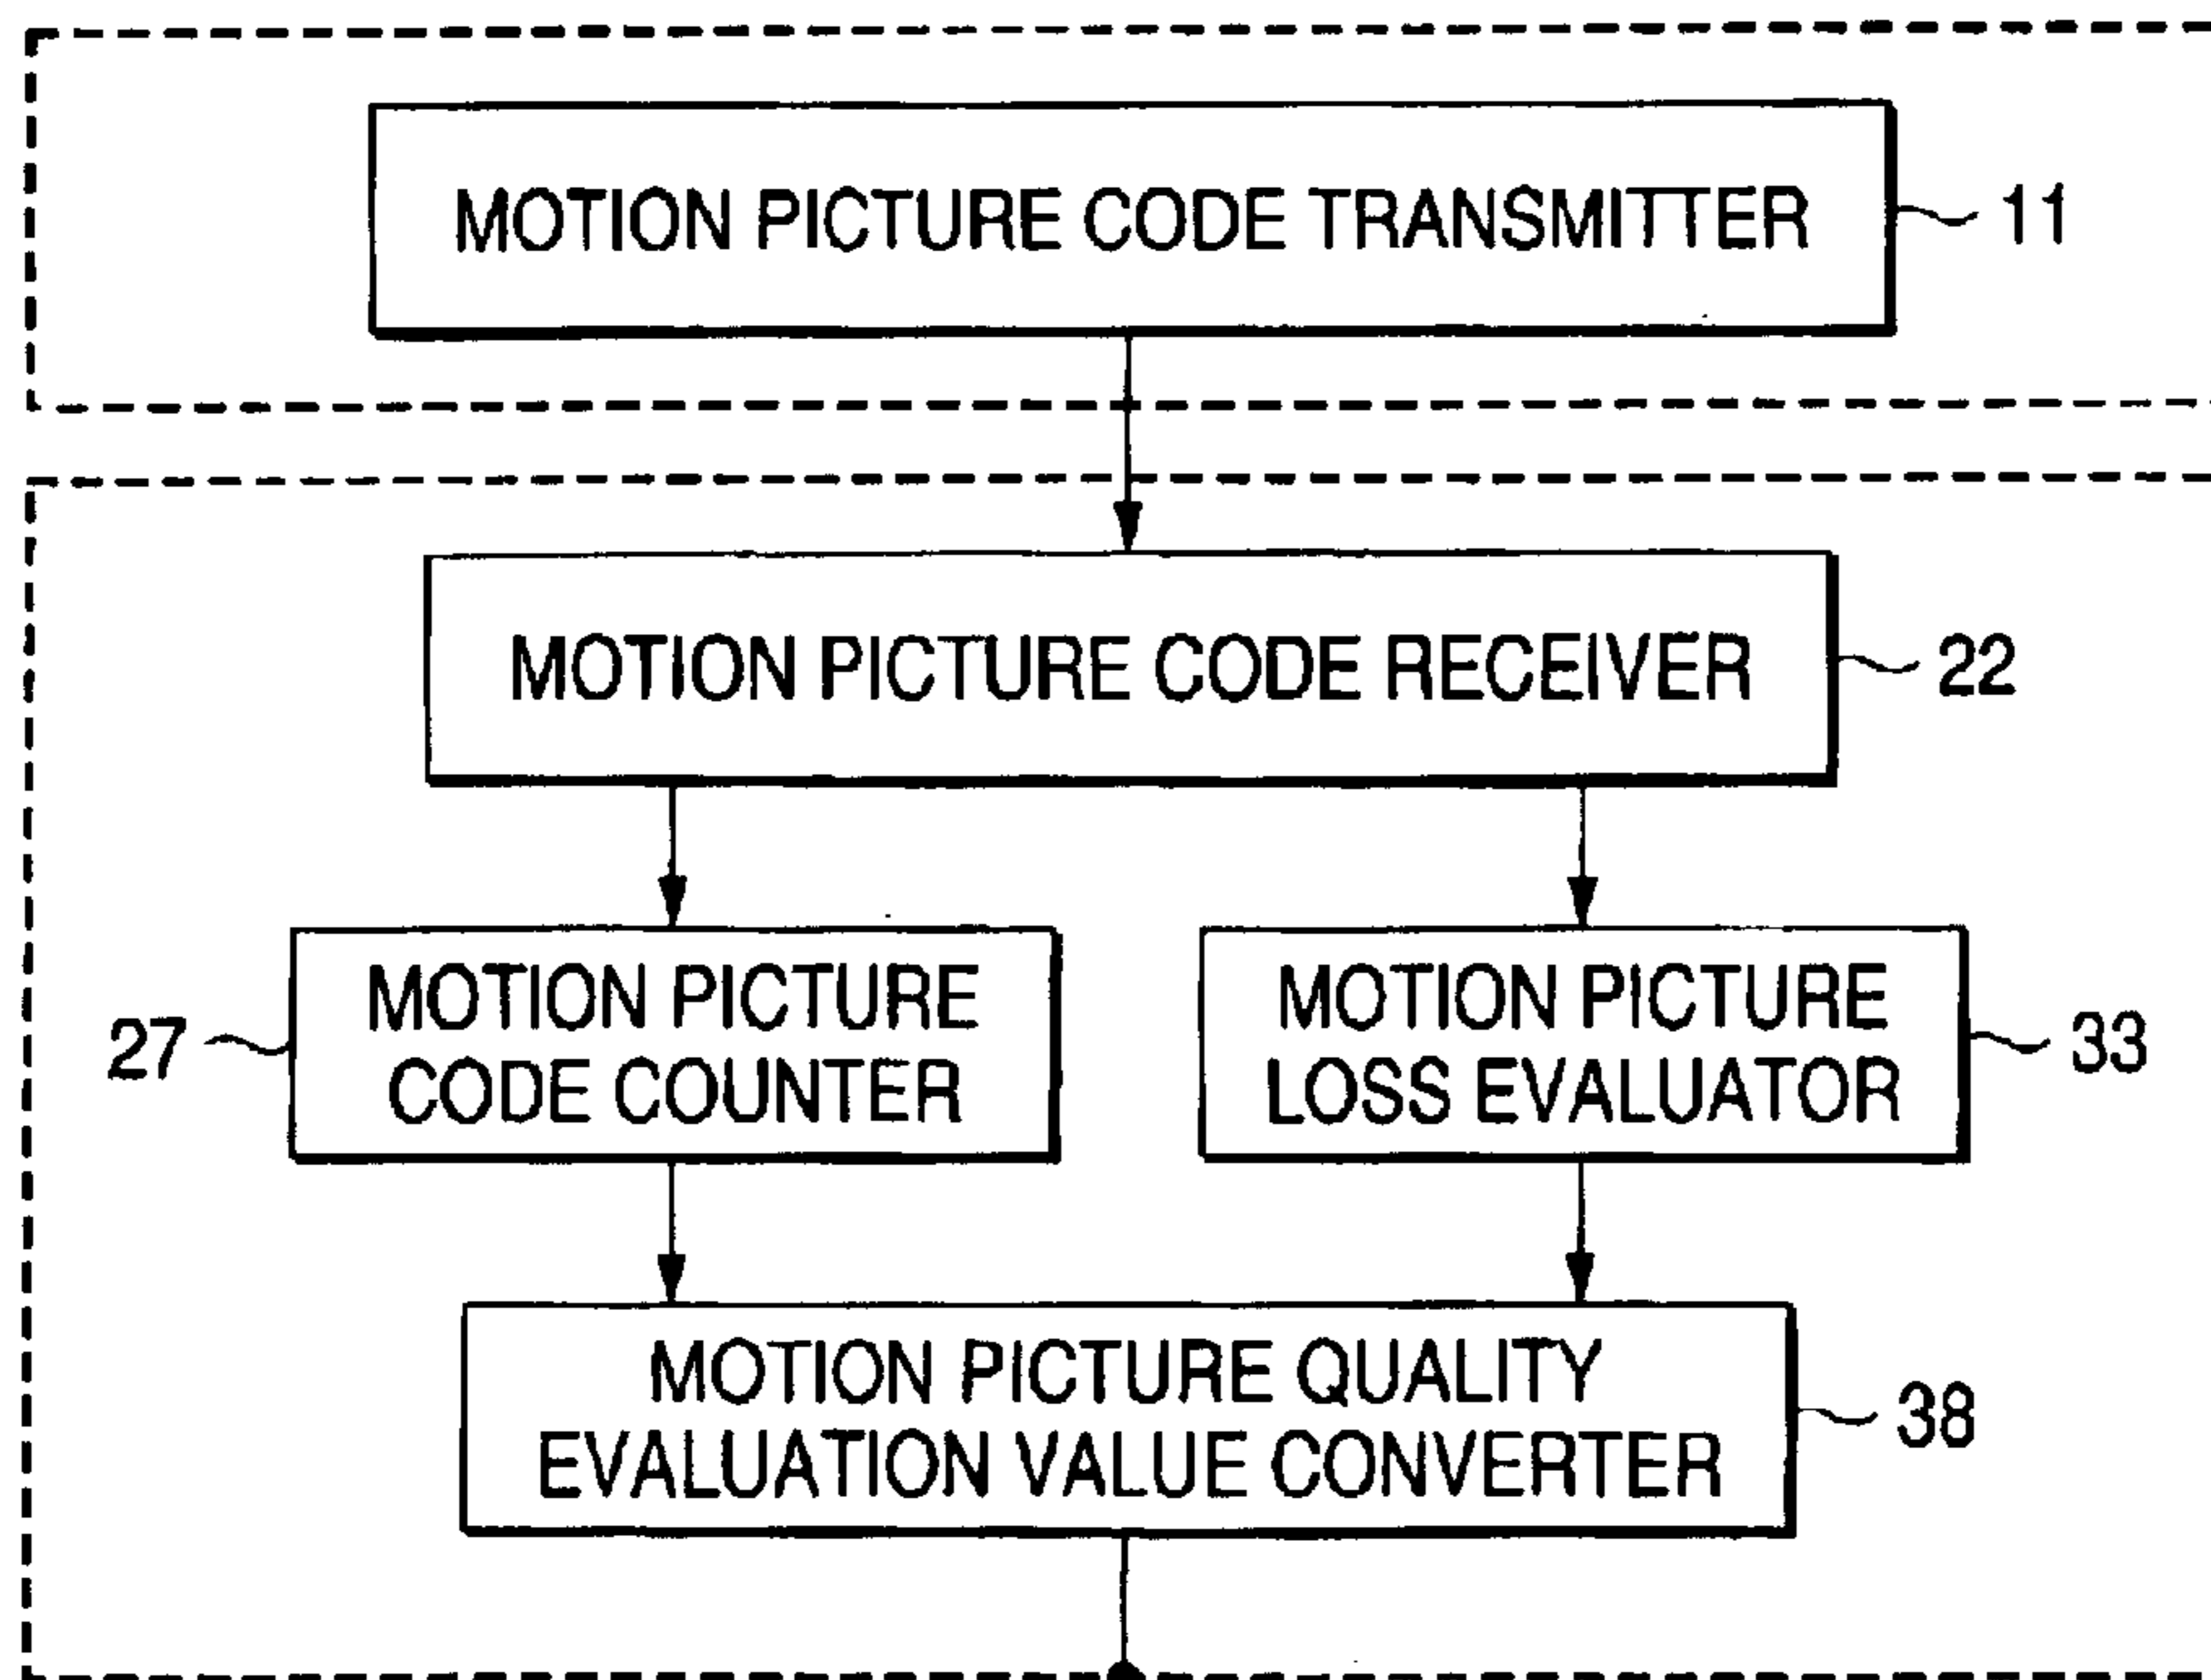 MOTION PICTURE CODE TRANSMITTER
11
MOTION PICTURE CODE RECEIVER
22
27
MOTION PICTURE
CODE COUNTER
MOTION PICTURE
LOSS EVALUATOR
33
MOTION PICTURE QUALITY
EVALUATION VALUE CONVERTER
38